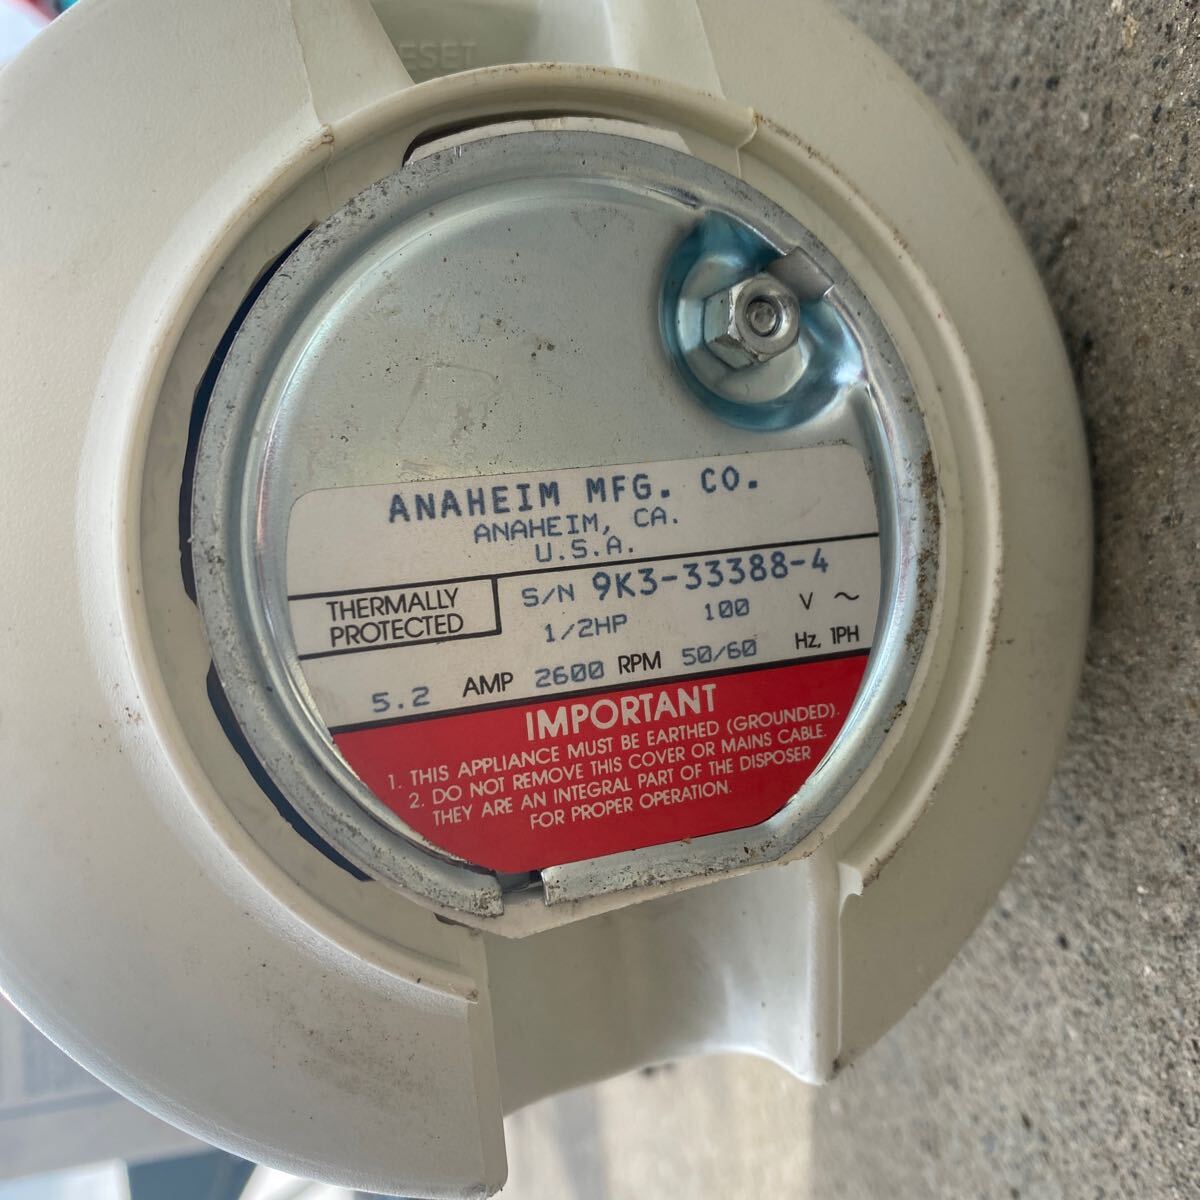 ESET
ANAHEIM MFG. CO.
ANAHEIM, CA.
U.S.A.
THERMALLY
PROTECTED
S/N 9K3-33388-4
1/2HP 100 V ~
5.2 AMP 2600 RPM 50/60 Hz, 1PH
IMPORTANT
1. THIS APPLIANCE MUST BE EARTHED (GROUNDED).
2. DO NOT REMOVE THIS COVER OR MAINS CABLE.
THEY ARE AN INTEGRAL PART OF THE DISPOSER
FOR PROPER OPERATION.